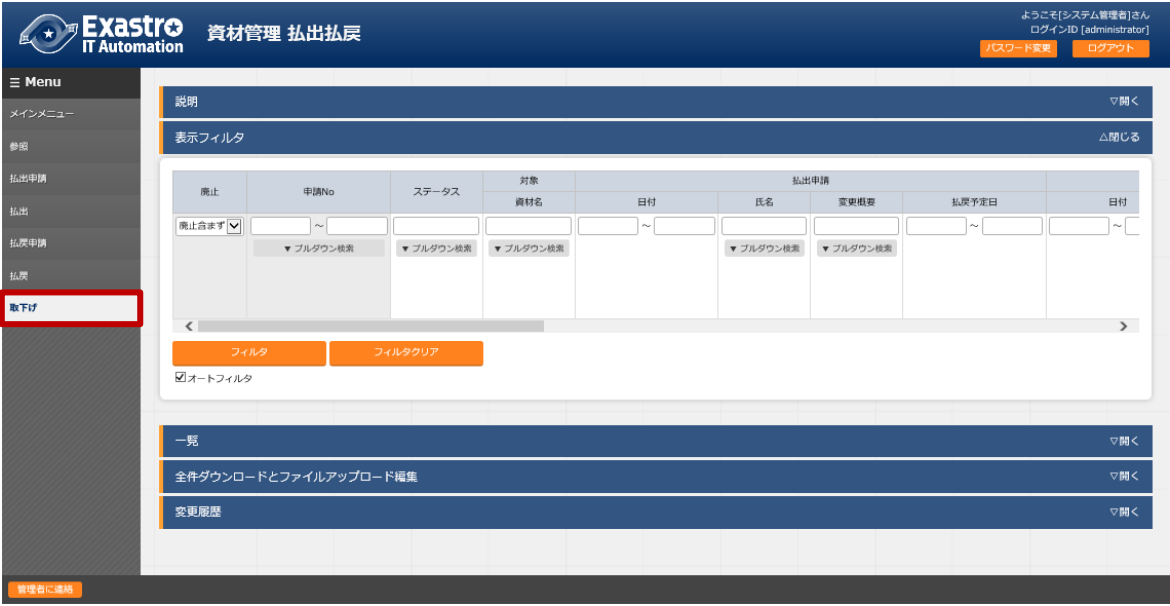 Exastro
IT Automation
資材管理 払出払戻
ようこそ[システム管理者]さん
ログインID [administrator]
パスワード変更 ログアウト
☰ Menu
メインメニュー
参照
払出申請
払出
払戻申請
払戻
取下げ
説明 ▽開く
表示フィルタ △閉じる
廃止 申請No ステータス 対象 払出申請
資材名 日付 氏名 変更概要 払戻予定日 日付
廃止含まず ～ ～ ～ ～
▼ プルダウン検索 ▼ プルダウン検索 ▼ プルダウン検索 ▼ プルダウン検索 ▼ プルダウン検索
フィルタ フィルタクリア
オートフィルタ
一覧 ▽開く
全件ダウンロードとファイルアップロード編集 ▽開く
変更履歴 ▽開く
管理者に連絡